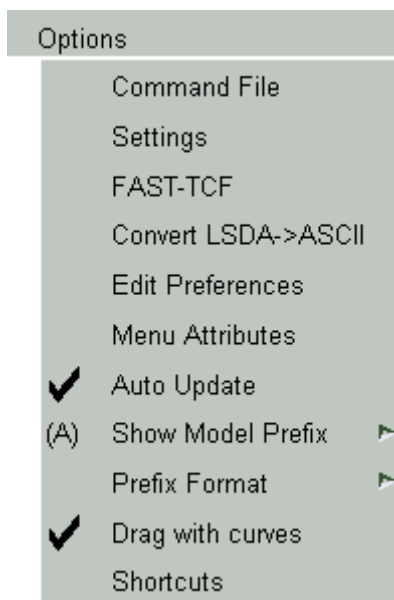 Options
Command File
Settings
FAST-TCF
Convert LSDA->ASCII
Edit Preferences
Menu Attributes
Auto Update
(A) Show Model Prefix
Prefix Format
Drag with curves
Shortcuts